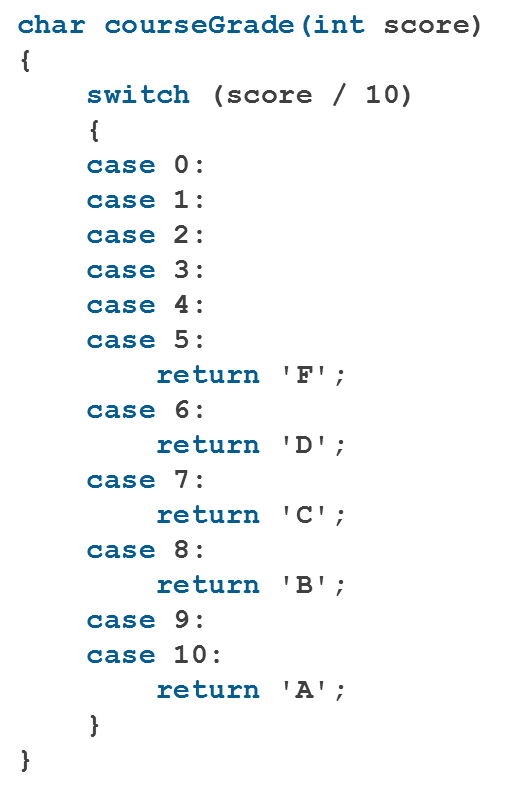 char courseGrade(int score)
{
    switch (score / 10)
    {
    case 0:
    case 1:
    case 2:
    case 3:
    case 4:
    case 5:
        return 'F';
    case 6:
        return 'D';
    case 7:
        return 'C';
    case 8:
        return 'B';
    case 9:
    case 10:
        return 'A';
    }
}